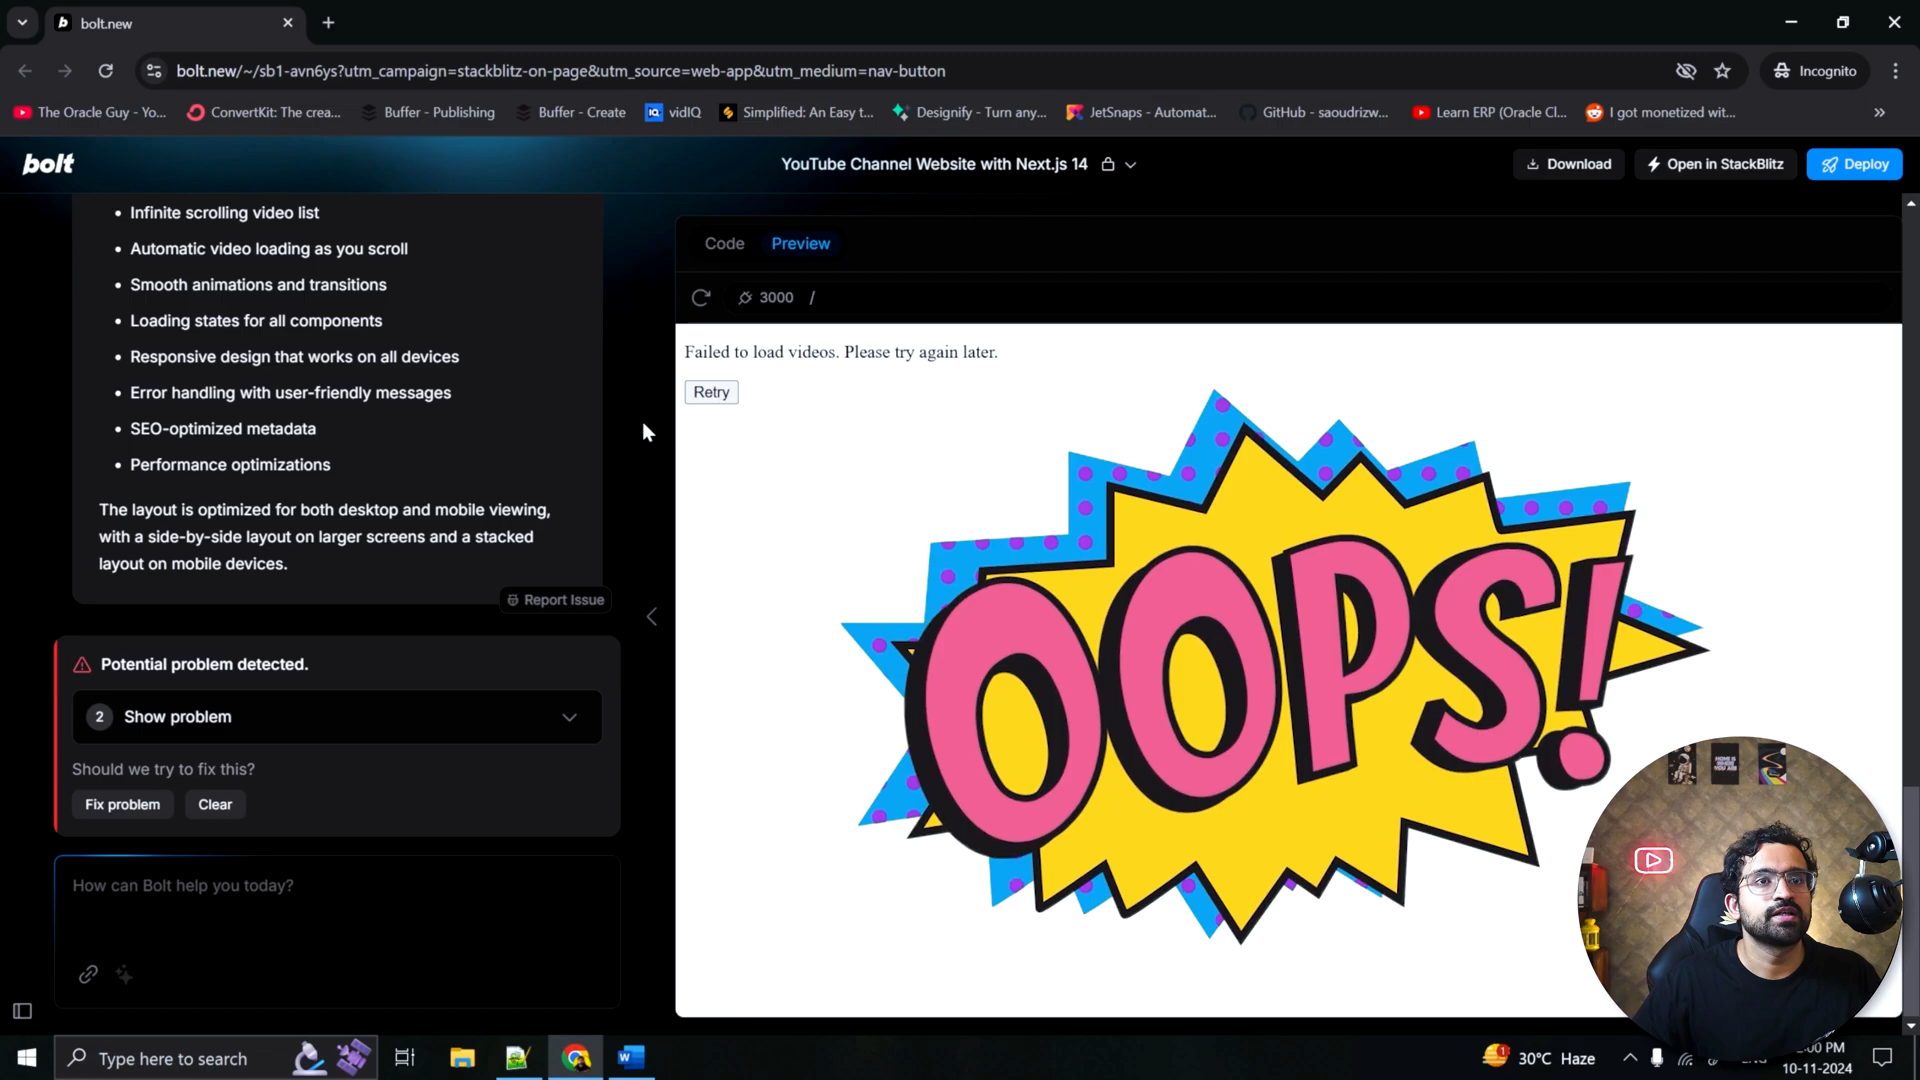 bolt.new
bolt.new/~/sb1-avn6ys?utm_campaign=stackblitz-on-page&utm_source=web-app&utm_medium=nav-button
Incognito
The Oracle Guy - Yo...
ConvertKit: The crea...
Buffer - Publishing
Buffer - Create
IQ
vidIQ
Simplified: An Easy t...
Designify - Turn any...
JetSnaps - Automat...
GitHub - saoudrizw...
Learn ERP (Oracle Cl...
I got monetized wit...
bolt
YouTube Channel Website with Next.js 14
Download
Open in StackBlitz
Deploy
• Infinite scrolling video list
• Automatic video loading as you scroll
• Smooth animations and transitions
• Loading states for all components
• Responsive design that works on all devices
• Error handling with user-friendly messages
• SEO-optimized metadata
• Performance optimizations
The layout is optimized for both desktop and mobile viewing,
with a side-by-side layout on larger screens and a stacked
layout on mobile devices.
Report Issue
Potential problem detected.
2 Show problem
Should we try to fix this?
Fix problem
Clear
How can Bolt help you today?
Code
Preview
3000 /
Failed to load videos. Please try again later.
Retry
OOPS!
Type here to search
1
30°C Haze
:00 PM
10-11-2024